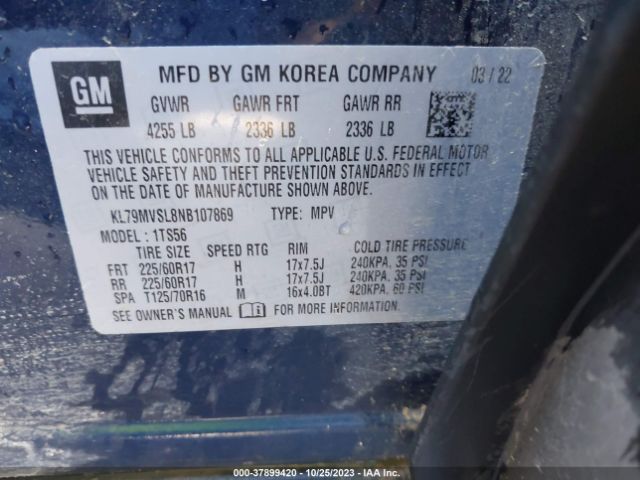 GM
MFD BY GM KOREA COMPANY 03 / 22
GVWR GAWR FRT GAWR RR
4255 LB 2336 LB 2336 LB
THIS VEHICLE CONFORMS TO ALL APPLICABLE U.S. FEDERAL MOTOR
VEHICLE SAFETY AND THEFT PREVENTION STANDARDS IN EFFECT
ON THE DATE OF MANUFACTURE SHOWN ABOVE.
KL79MVSL8NB107869 TYPE: MPV
MODEL: 1TS56
TIRE SIZE SPEED RTG RIM COLD TIRE PRESSURE
FRT 225/60R17 H 17x7.5J 240KPA, 35 PSI
RR 225/60R17 H 17x7.5J 240KPA, 35 PSI
SPA T125/70R16 M 16x4.0BT 420KPA, 60 PSI
SEE OWNER'S MANUAL FOR MORE INFORMATION.
000-37899420 • 10/25/2023 • IAA Inc.